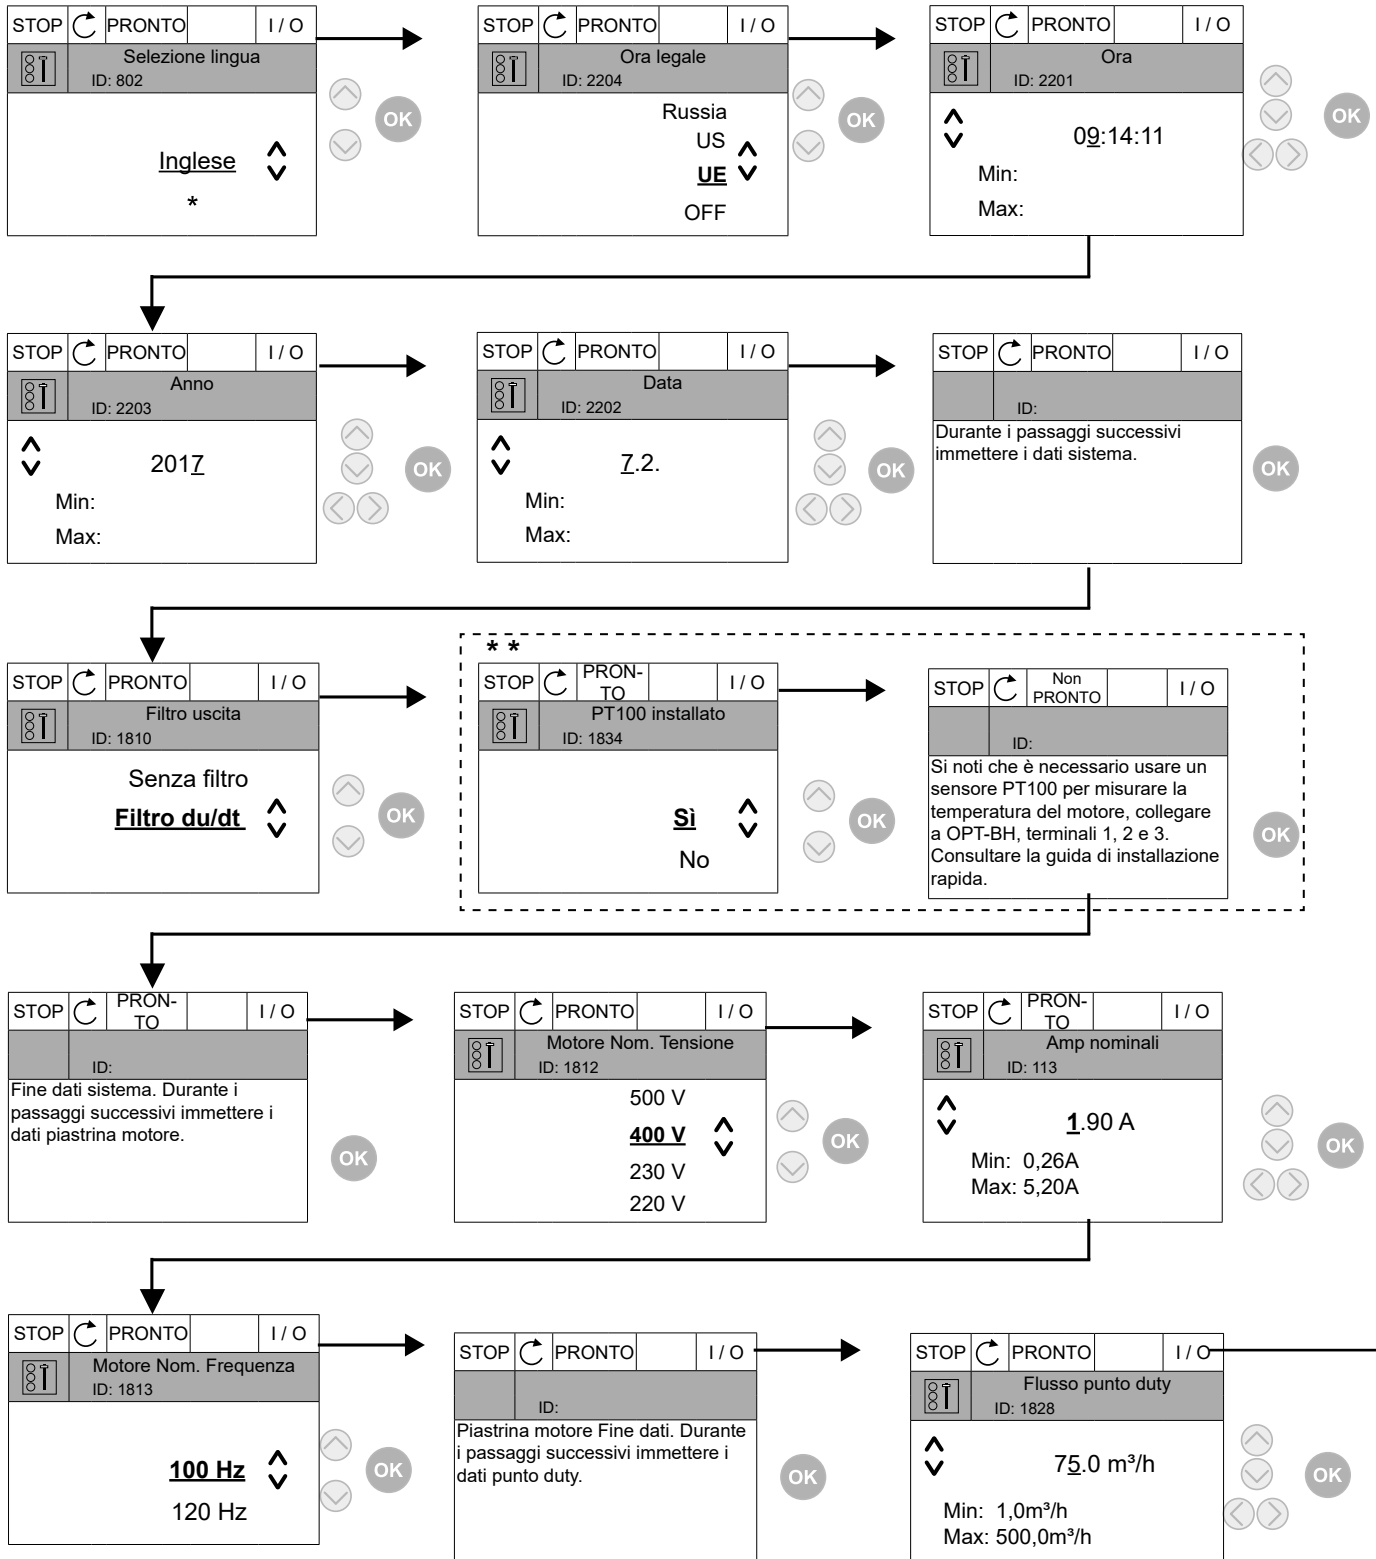 STOP PRONTO I / O
Selezione lingua
ID: 802
Inglese
*
OK
STOP PRONTO I / O
Ora legale
ID: 2204
Russia
US
UE
OFF
OK
STOP PRONTO I / O
Ora
ID: 2201
09:14:11
Min:
Max:
OK
STOP PRONTO I / O
Anno
ID: 2203
2017
Min:
Max:
OK
STOP PRONTO I / O
Data
ID: 2202
7.2.
Min:
Max:
OK
STOP PRONTO I / O
ID:
Durante i passaggi successivi
immettere i dati sistema.
OK
STOP PRONTO I / O
Filtro uscita
ID: 1810
Senza filtro
Filtro du/dt
OK
* *
STOP PRON-
TO I / O
PT100 installato
ID: 1834
Sì
No
OK
STOP Non
PRONTO I / O
ID:
Si noti che è necessario usare un
sensore PT100 per misurare la
temperatura del motore, collegare
a OPT-BH, terminali 1, 2 e 3.
Consultare la guida di installazione
rapida.
OK
STOP PRON-
TO I / O
ID:
Fine dati sistema. Durante i
passaggi successivi immettere i
dati piastrina motore.
OK
STOP PRONTO I / O
Motore Nom. Tensione
ID: 1812
500 V
400 V
230 V
220 V
OK
STOP PRON-
TO I / O
Amp nominali
ID: 113
1.90 A
Min: 0,26A
Max: 5,20A
OK
STOP PRONTO I / O
Motore Nom. Frequenza
ID: 1813
100 Hz
120 Hz
OK
STOP PRONTO I / O
ID:
Piastrina motore Fine dati. Durante
i passaggi successivi immettere i
dati punto duty.
OK
STOP PRONTO I / O
Flusso punto duty
ID: 1828
75.0 m³/h
Min: 1,0m³/h
Max: 500,0m³/h
OK